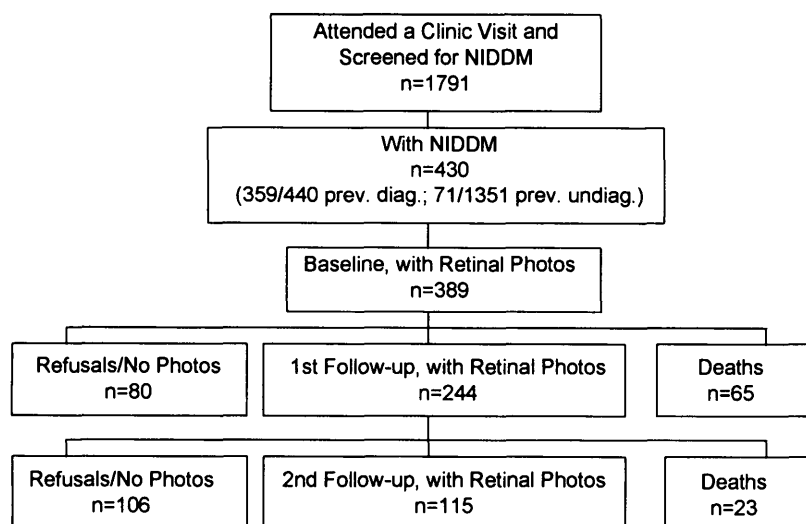 Attended a Clinic Visit and
Screened for NIDDM
n=1791
With NIDDM
n=430
(359/440 prev. diag.; 71/1351 prev. undiag.)
Baseline, with Retinal Photos
n=389
Refusals/No Photos
n=80
1st Follow-up, with Retinal Photos
n=244
Deaths
n=65
Refusals/No Photos
n=106
2nd Follow-up, with Retinal Photos
n=115
Deaths
n=23